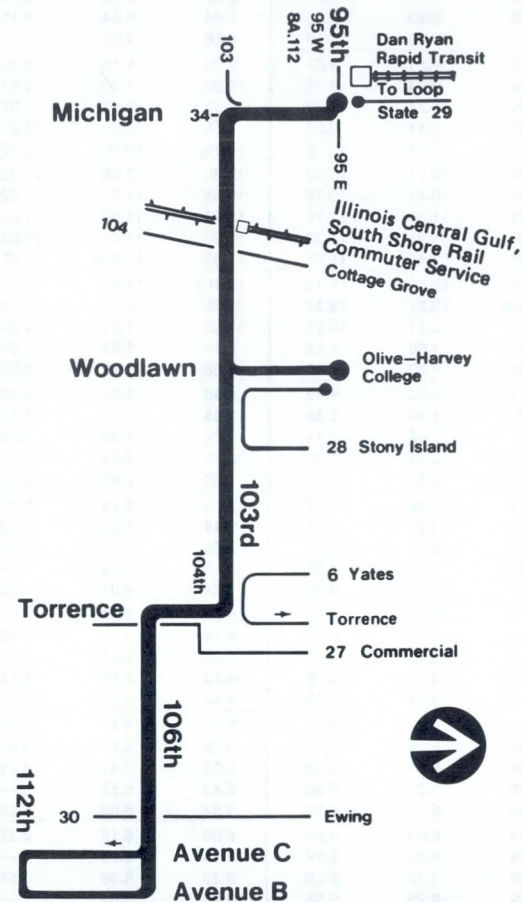 95th
95 W
8A.112
Dan Ryan
Rapid Transit
To Loop
State 29
103
Michigan
34
95 E
Illinois Central Gulf,
South Shore Rail
Commuter Service
104
Cottage Grove
Woodlawn
Olive-Harvey
College
28 Stony Island
103rd
104th
6 Yates
Torrence
Torrence
27 Commercial
106th
112th
30
Ewing
Avenue C
Avenue B